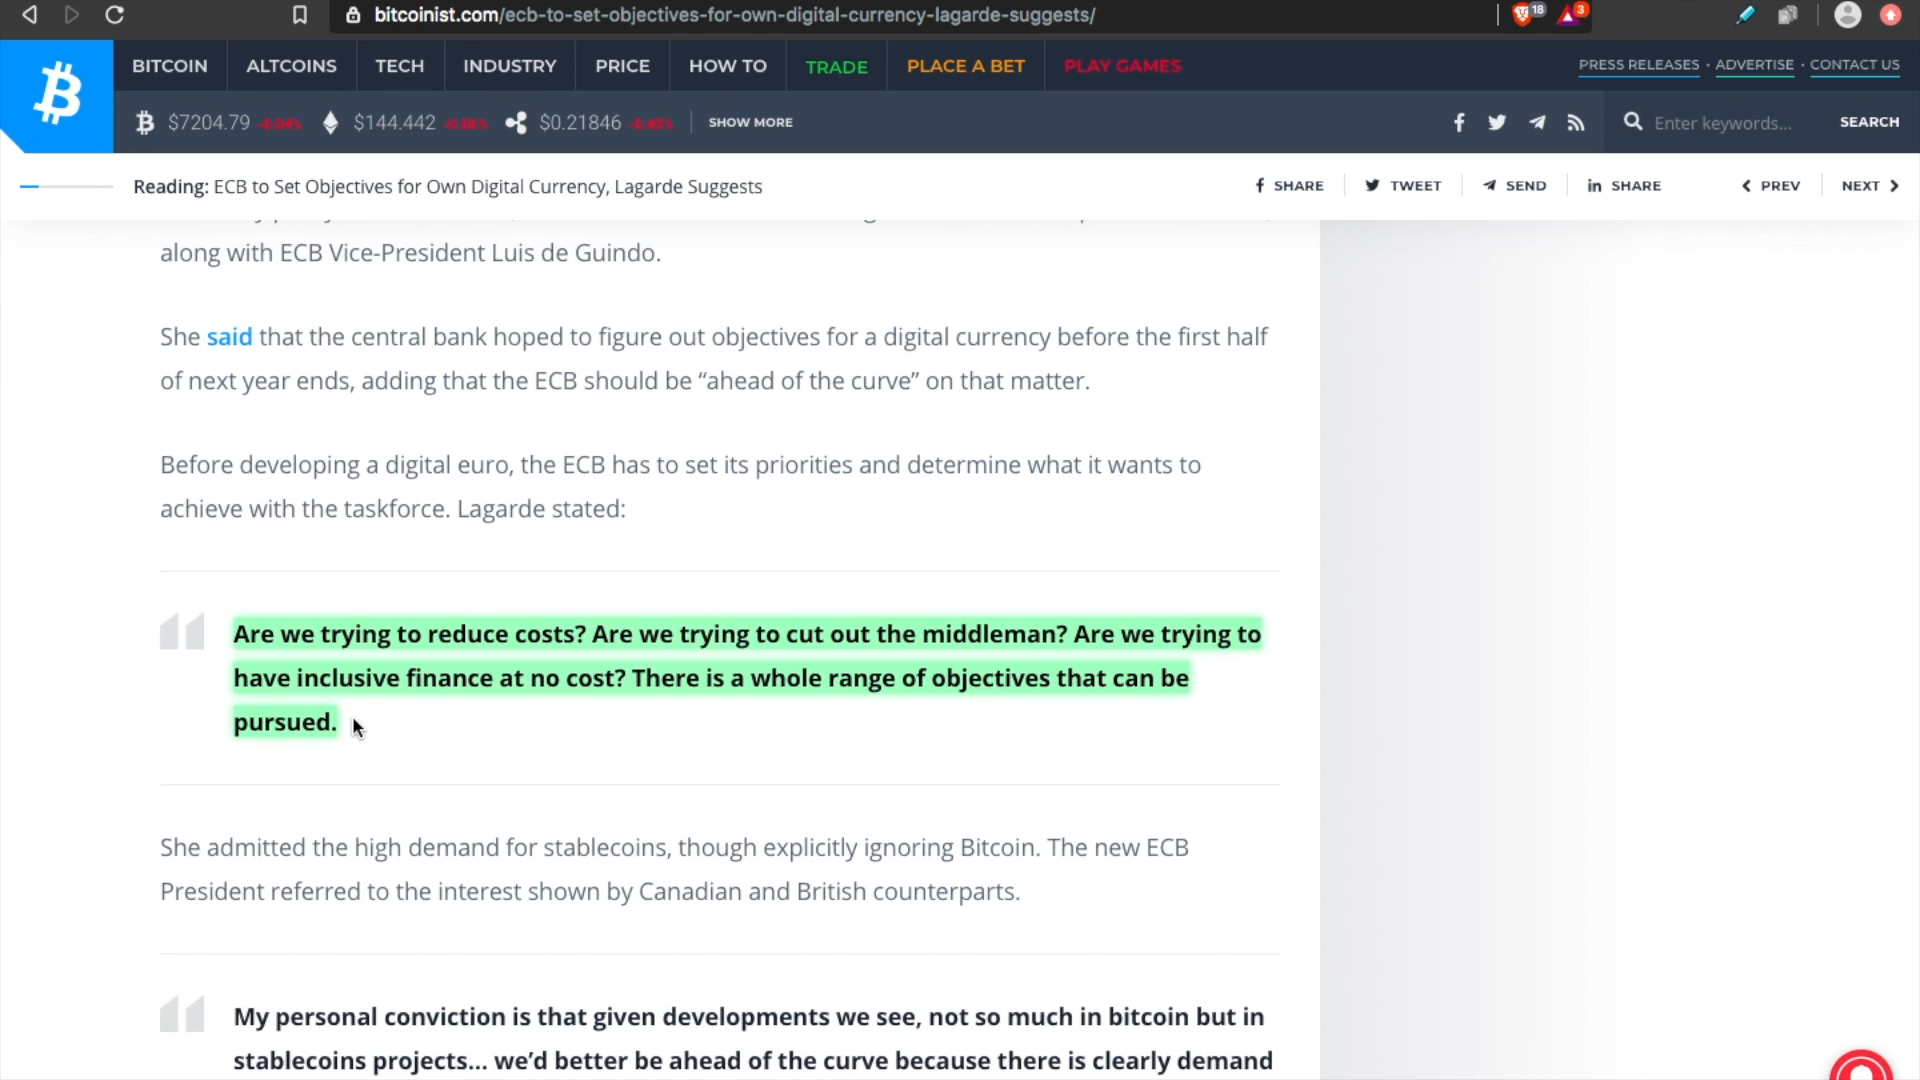 bitcoinist.com/ecb-to-set-objectives-for-own-digital-currency-lagarde-suggests/
18
3
BITCOIN
ALTCOINS
TECH
INDUSTRY
PRICE
HOW TO
TRADE
PLACE A BET
PLAY GAMES
PRESS RELEASES · ADVERTISE · CONTACT US
$7204.79
$144.442
$0.21846
SHOW MORE
Enter keywords...
SEARCH
Reading: ECB to Set Objectives for Own Digital Currency, Lagarde Suggests
SHARE
TWEET
SEND
in SHARE
PREV
NEXT
along with ECB Vice-President Luis de Guindo.
She said that the central bank hoped to figure out objectives for a digital currency before the first half
of next year ends, adding that the ECB should be “ahead of the curve” on that matter.
Before developing a digital euro, the ECB has to set its priorities and determine what it wants to
achieve with the taskforce. Lagarde stated:
Are we trying to reduce costs? Are we trying to cut out the middleman? Are we trying to
have inclusive finance at no cost? There is a whole range of objectives that can be
pursued.
She admitted the high demand for stablecoins, though explicitly ignoring Bitcoin. The new ECB
President referred to the interest shown by Canadian and British counterparts.
My personal conviction is that given developments we see, not so much in bitcoin but in
stablecoins projects... we’d better be ahead of the curve because there is clearly demand